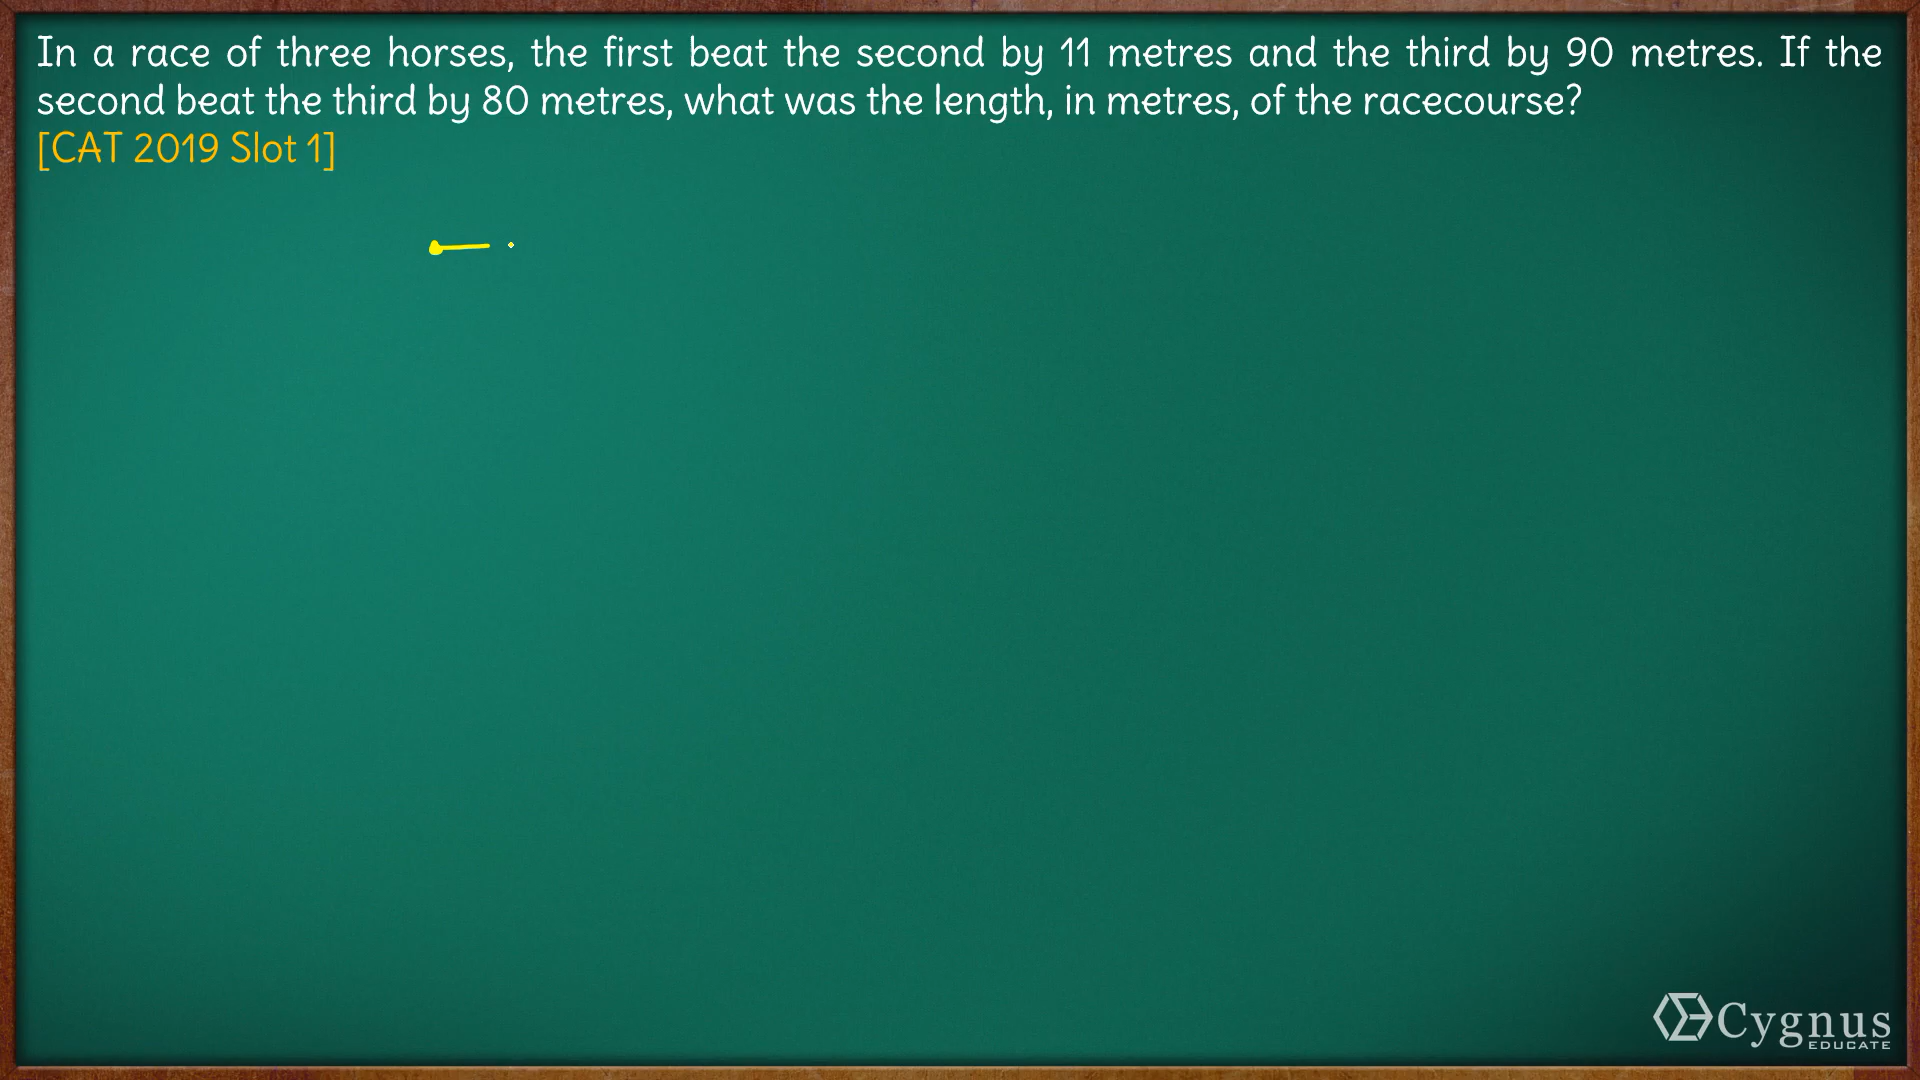 In a race of three horses, the first beat the second by 11 metres and the third by 90 metres. If the
second beat the third by 80 metres, what was the length, in metres, of the racecourse?
[CAT 2019 Slot 1]
Cygnus
EDUCATE